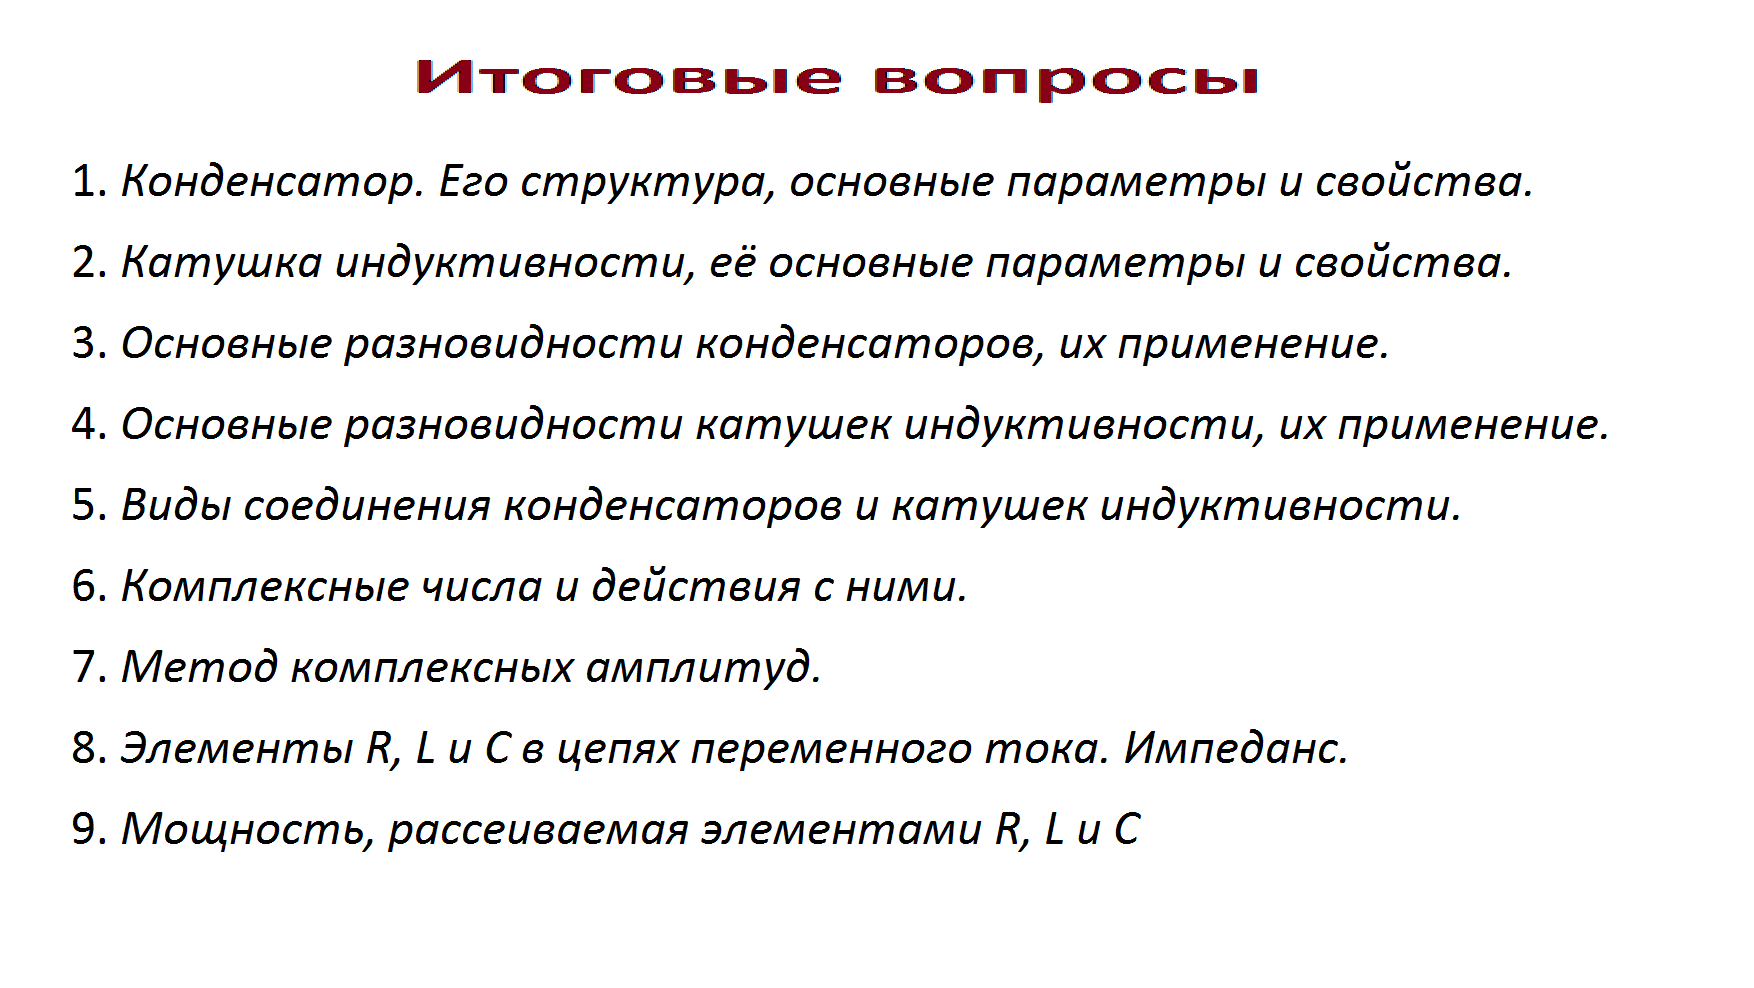 Итоговые вопросы
1. Конденсатор. Его структура, основные параметры и свойства.
2. Катушка индуктивности, её основные параметры и свойства.
3. Основные разновидности конденсаторов, их применение.
4. Основные разновидности катушек индуктивности, их применение.
5. Виды соединения конденсаторов и катушек индуктивности.
6. Комплексные числа и действия с ними.
7. Метод комплексных амплитуд.
8. Элементы R, L и C в цепях переменного тока. Импеданс.
9. Мощность, рассеиваемая элементами R, L и C